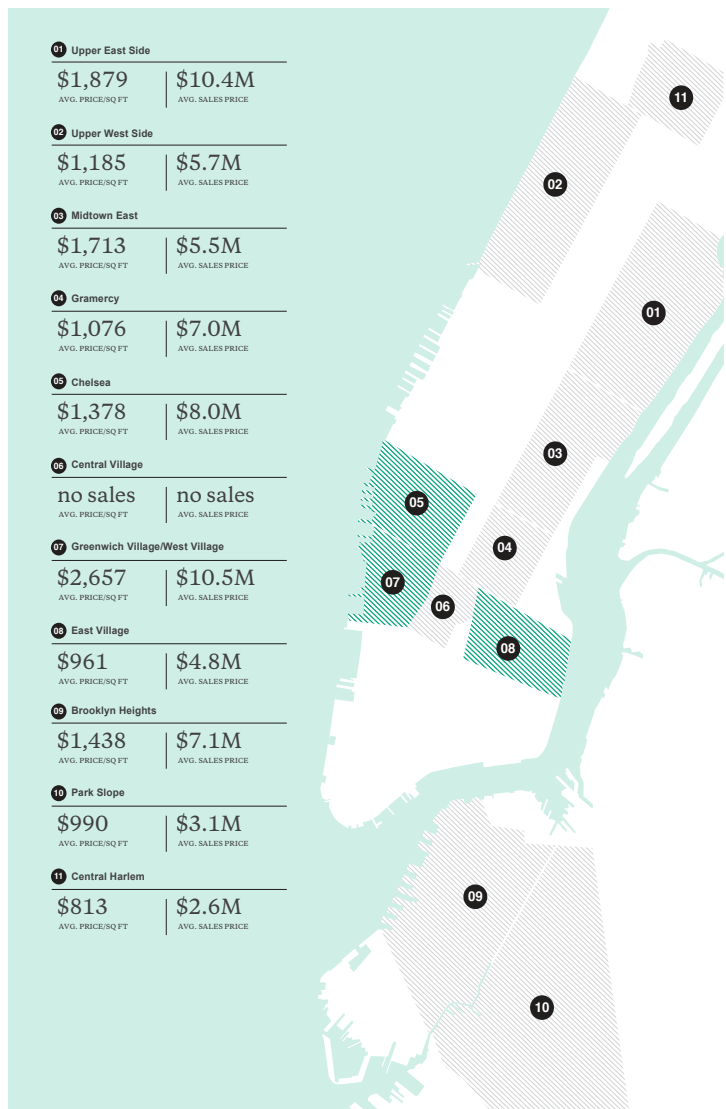 01 Upper East Side
$1,879 $10.4M
AVG. PRICE/SQ FT AVG. SALES PRICE
02 Upper West Side
$1,185 $5.7M
AVG. PRICE/SQ FT AVG. SALES PRICE
03 Midtown East
$1,713 $5.5M
AVG. PRICE/SQ FT AVG. SALES PRICE
04 Gramercy
$1,076 $7.0M
AVG. PRICE/SQ FT AVG. SALES PRICE
05 Chelsea
$1,378 $8.0M
AVG. PRICE/SQ FT AVG. SALES PRICE
06 Central Village
no sales no sales
AVG. PRICE/SQ FT AVG. SALES PRICE
07 Greenwich Village/West Village
$2,657 $10.5M
AVG. PRICE/SQ FT AVG. SALES PRICE
08 East Village
$961 $4.8M
AVG. PRICE/SQ FT AVG. SALES PRICE
09 Brooklyn Heights
$1,438 $7.1M
AVG. PRICE/SQ FT AVG. SALES PRICE
10 Park Slope
$990 $3.1M
AVG. PRICE/SQ FT AVG. SALES PRICE
11 Central Harlem
$813 $2.6M
AVG. PRICE/SQ FT AVG. SALES PRICE
11
02
01
03
05
04
07
06
08
09
10